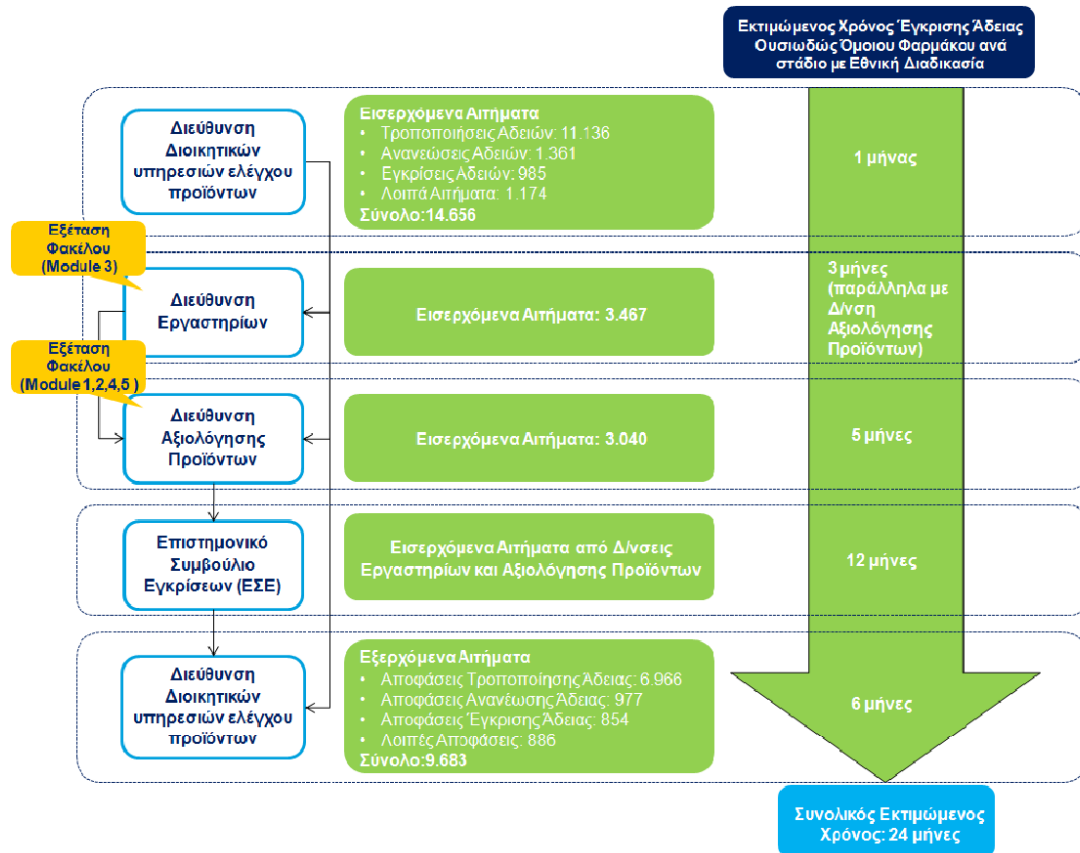 Εκτιμώμενος Χρόνος Έγκρισης Άδειας
Ουσιωδώς Όμοιου Φαρμάκου ανά
στάδιο με Εθνική Διαδικασία
Διεύθυνση
Διοικητικών
υπηρεσιών ελέγχου
προϊόντων
Εισερχόμενα Αιτήματα
• Τροποποιήσεις Αδειών: 11.136
• Ανανεώσεις Αδειών: 1.361
• Εγκρίσεις Αδειών: 985
• Λοιπά Αιτήματα: 1.174
Σύνολο:14.656
1 μήνας
Εξέταση
Φακέλου
(Module 3)
Διεύθυνση
Εργαστηρίων
Εισερχόμενα Αιτήματα: 3.467
3 μήνες
(παράλληλα με
Δ/νση
Αξιολόγησης
Προϊόντων)
Εξέταση
Φακέλου
(Module 1,2,4,5 )
Διεύθυνση
Αξιολόγησης
Προϊόντων
Εισερχόμενα Αιτήματα: 3.040
5 μήνες
Επιστημονικό
Συμβούλιο
Εγκρίσεων (ΕΣΕ)
Εισερχόμενα Αιτήματα από Δ/νσεις
Εργαστηρίων και Αξιολόγησης Προϊόντων
12 μήνες
Διεύθυνση
Διοικητικών
υπηρεσιών ελέγχου
προϊόντων
Εξερχόμενα Αιτήματα
• Αποφάσεις Τροποποίησης Άδειας: 6.966
• Αποφάσεις Ανανέωσης Άδειας: 977
• Αποφάσεις Έγκρισης Άδειας: 854
• Λοιπές Αποφάσεις: 886
Σύνολο:9.683
6 μήνες
Συνολικός Εκτιμώμενος
Χρόνος: 24 μήνες